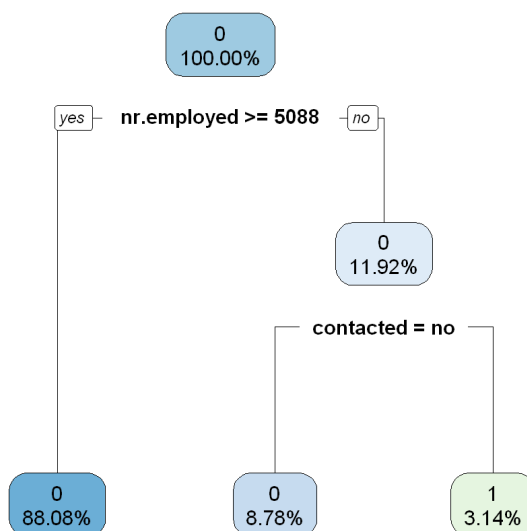 0
100.00%
yes
nr.employed >= 5088
no
0
11.92%
contacted = no
0
88.08%
0
8.78%
1
3.14%